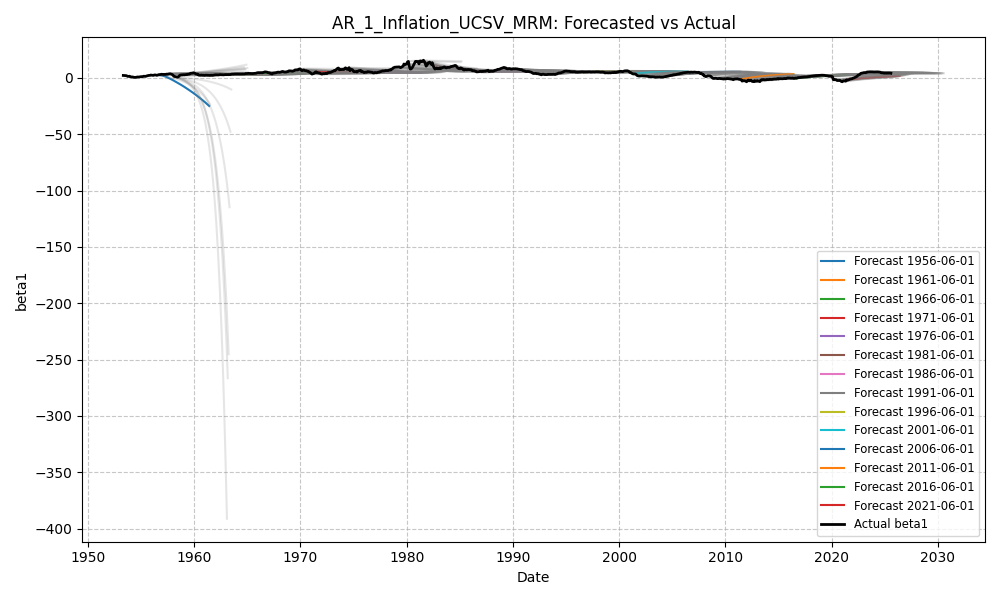 AR_1_Inflation_UCSV_MRM: Forecasted vs Actual
beta1
0
−50
−100
−150
−200
−250
−300
−350
−400
1950
1960
1970
1980
1990
2000
2010
2020
2030
Date
Forecast 1956-06-01
Forecast 1961-06-01
Forecast 1966-06-01
Forecast 1971-06-01
Forecast 1976-06-01
Forecast 1981-06-01
Forecast 1986-06-01
Forecast 1991-06-01
Forecast 1996-06-01
Forecast 2001-06-01
Forecast 2006-06-01
Forecast 2011-06-01
Forecast 2016-06-01
Forecast 2021-06-01
Actual beta1